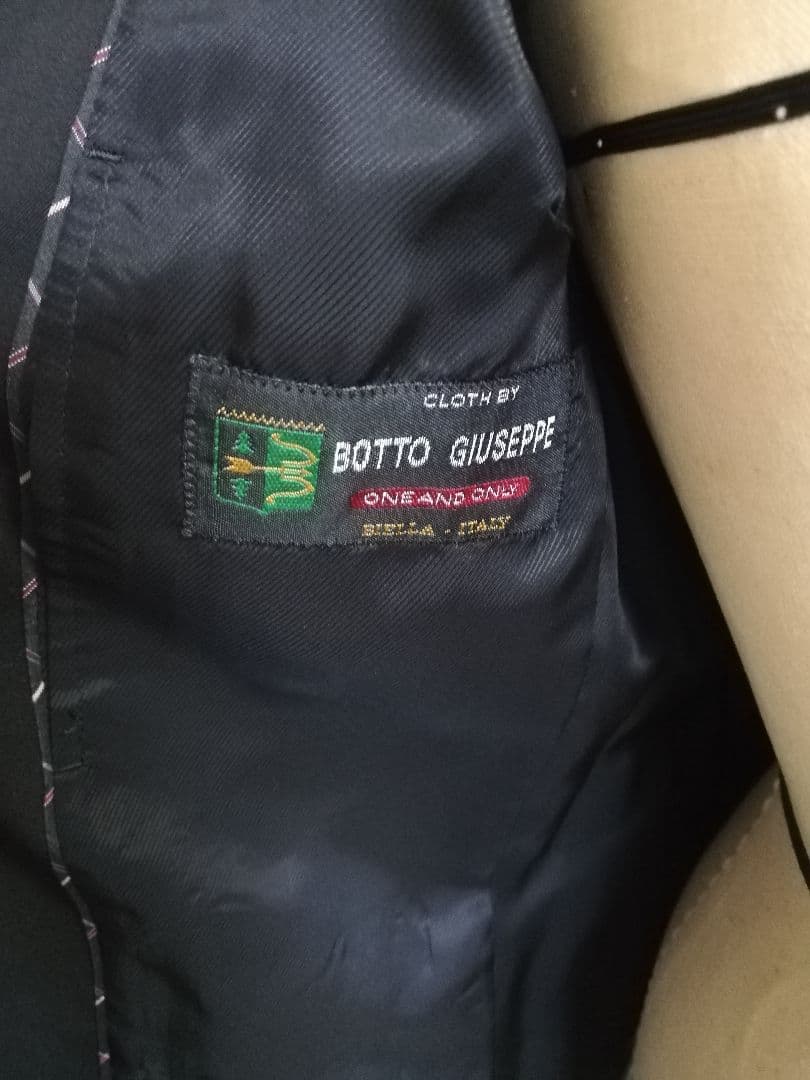 CLOTH BY
BOTTO GIUSEPPE
ONE AND ONLY
BIELLA - ITALY